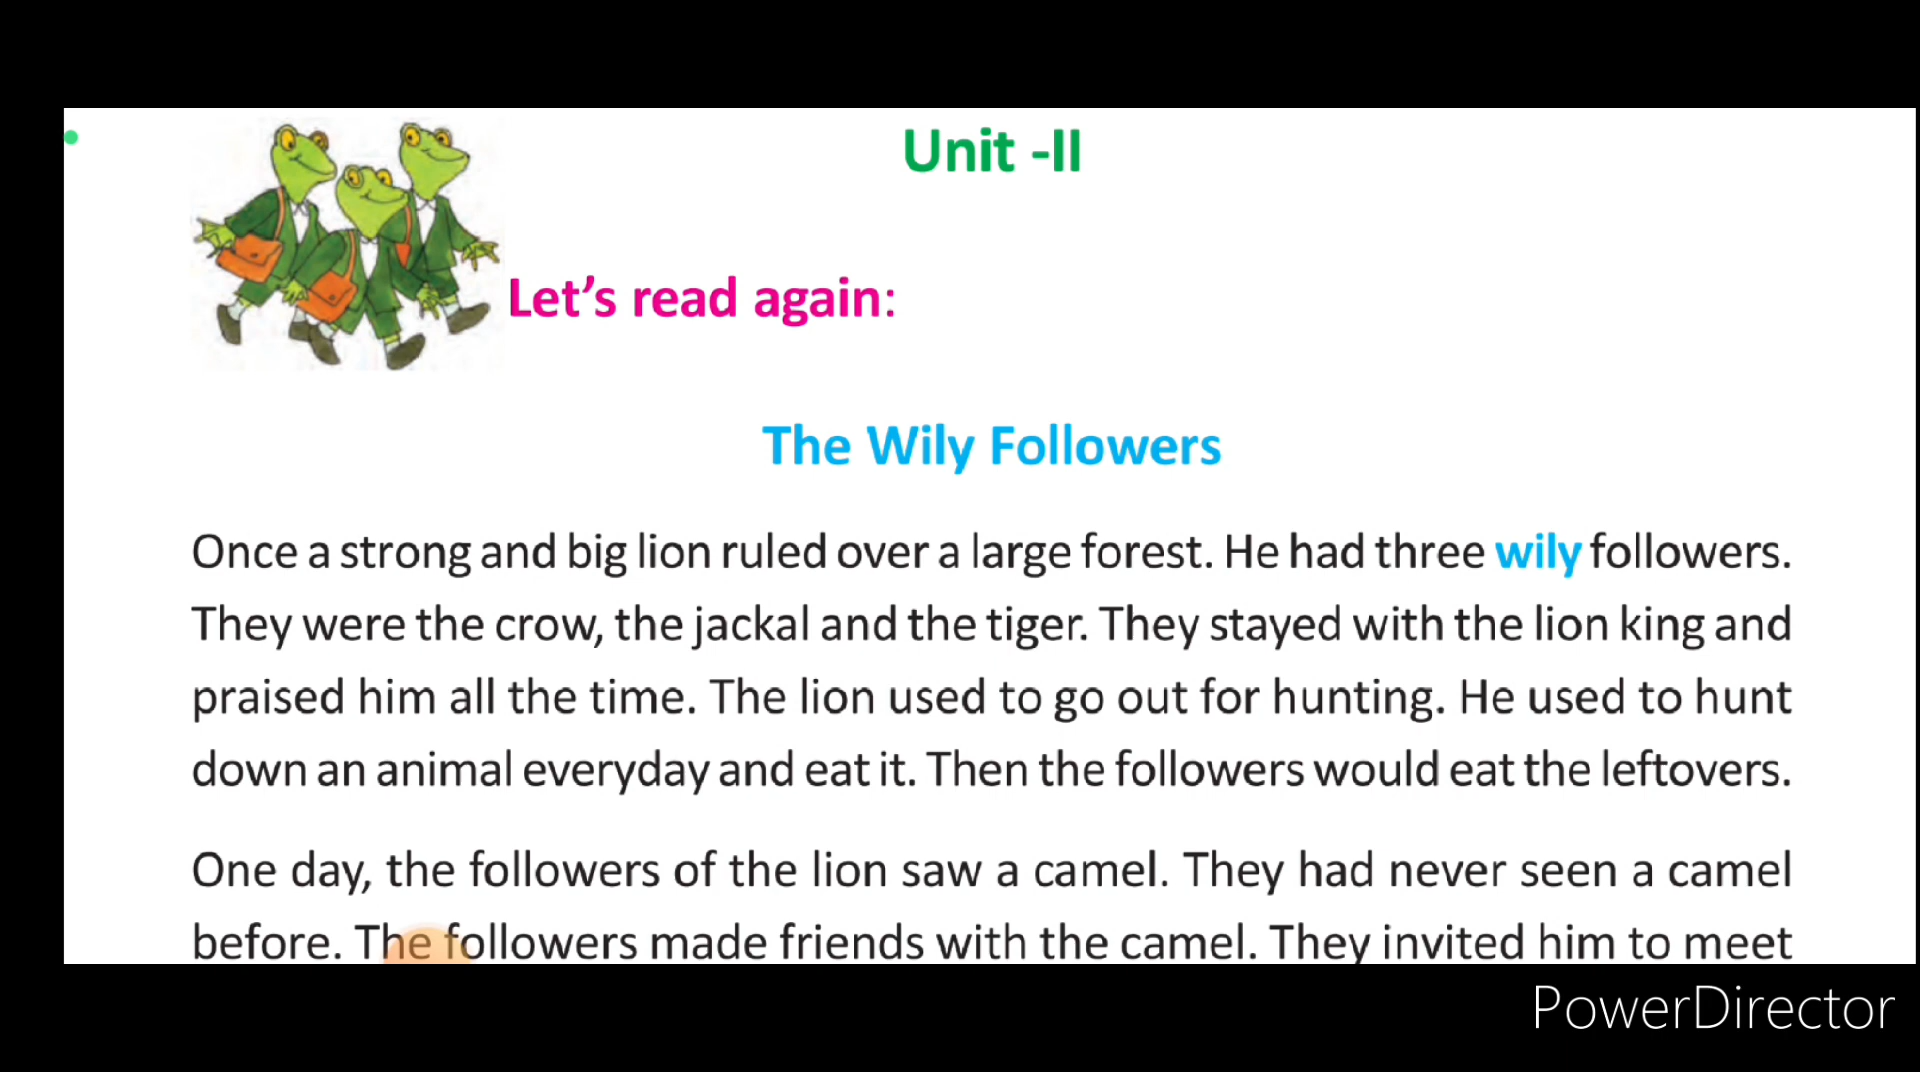 Unit -II
Let’s read again:
The Wily Followers
Once a strong and big lion ruled over a large forest. He had three wily followers.
They were the crow, the jackal and the tiger. They stayed with the lion king and
praised him all the time. The lion used to go out for hunting. He used to hunt
down an animal everyday and eat it. Then the followers would eat the leftovers.
One day, the followers of the lion saw a camel. They had never seen a camel
before. The followers made friends with the camel. They invited him to meet
PowerDirector